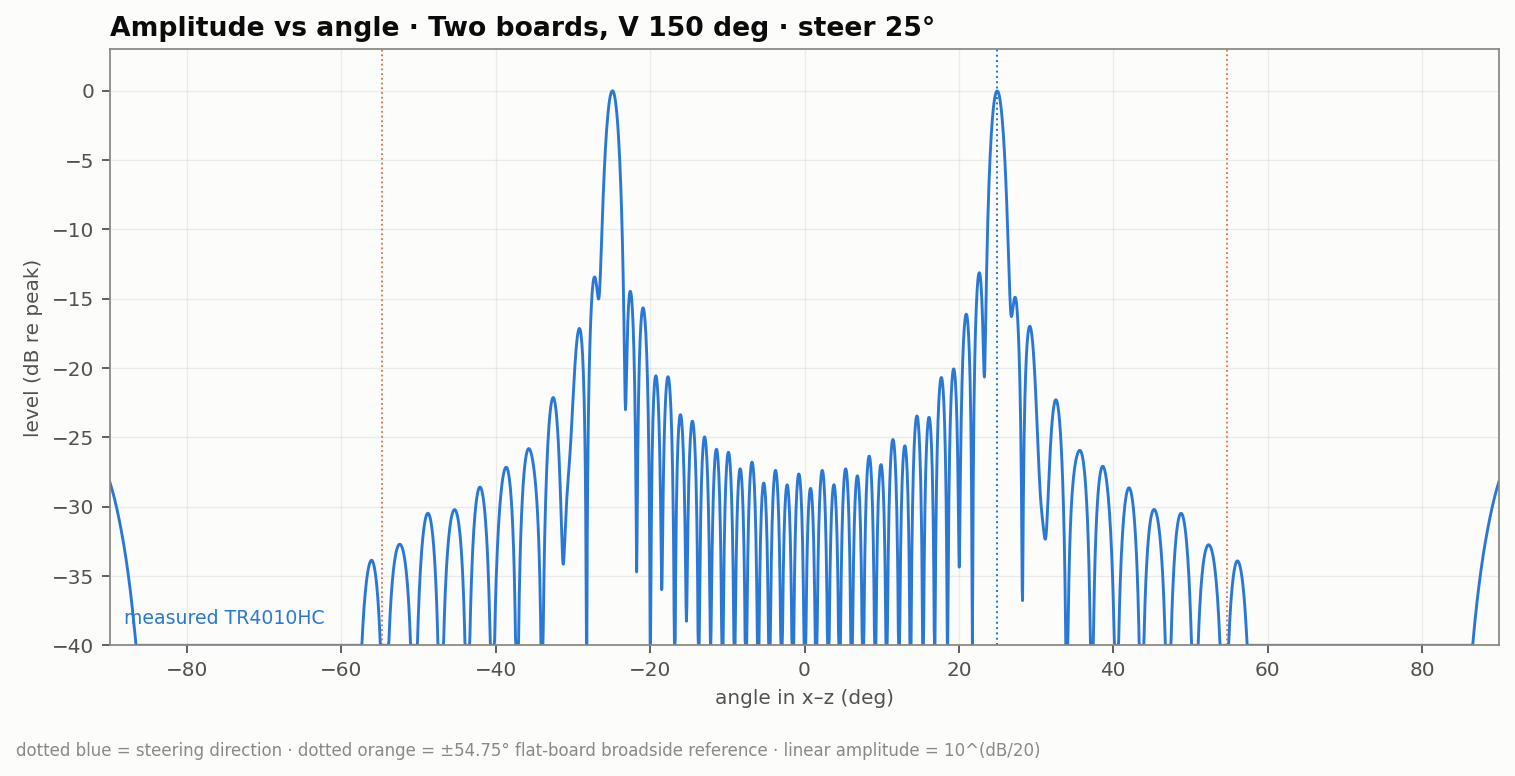 Amplitude vs angle · Two boards, V 150 deg · steer 25°
0
−5
−10
−15
−20
−25
−30
−35
−40
level (dB re peak)
measured TR4010HC
−80 −60 −40 −20 0 20 40 60 80
angle in x–z (deg)
dotted blue = steering direction · dotted orange = ±54.75° flat-board broadside reference · linear amplitude = 10^(dB/20)